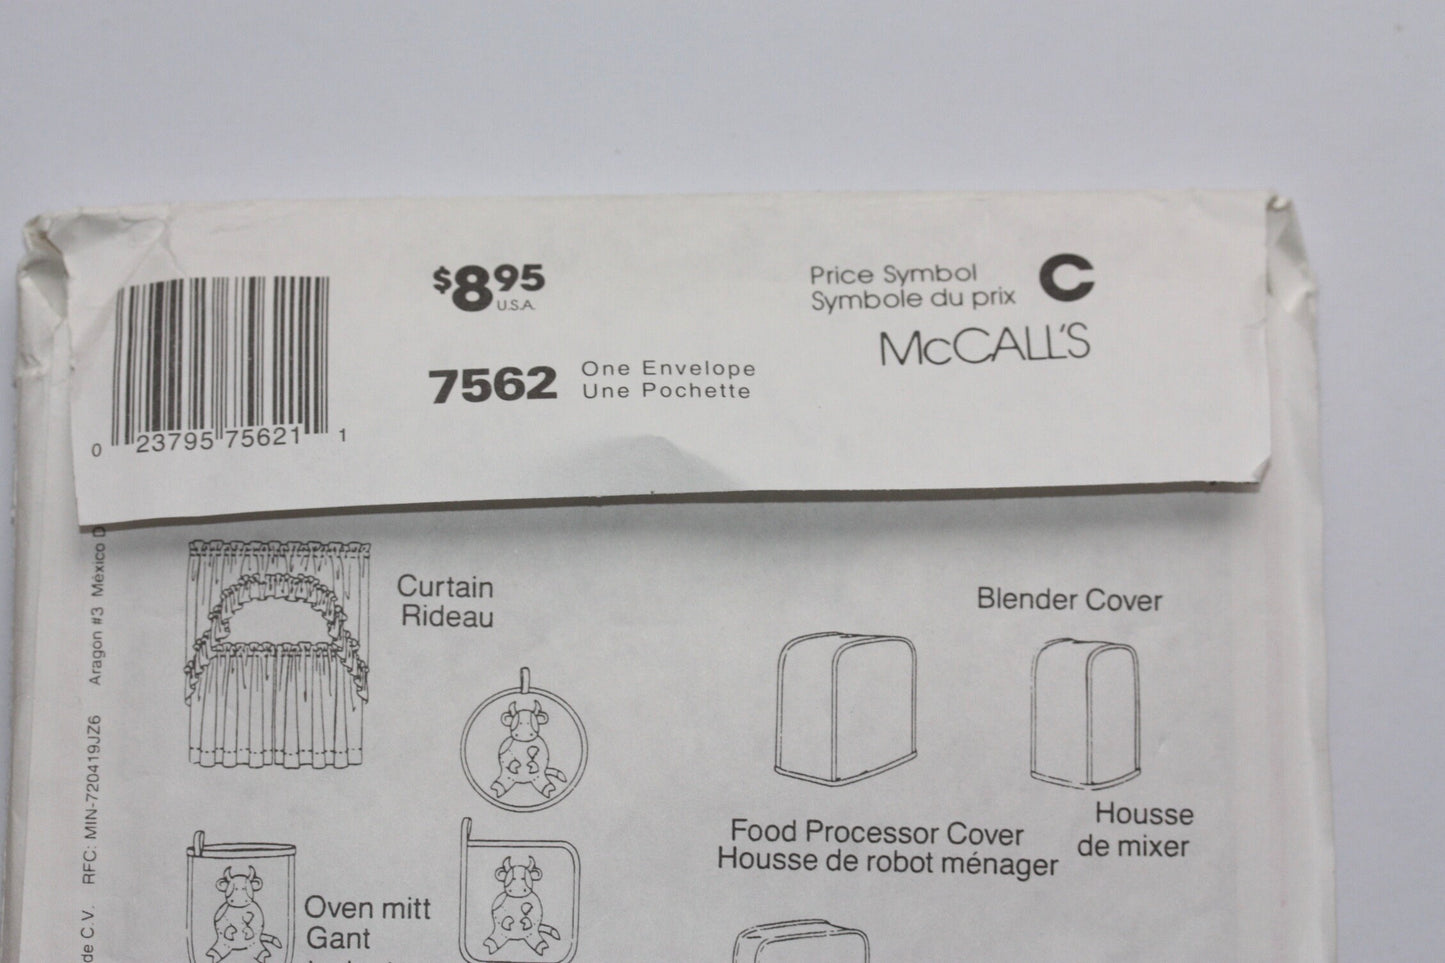 $8.95
U.S.A.
Price Symbol
Symbole du prix
C
McCALL'S
7562
One Envelope
Une Pochette
0 23795 75621 1
Curtain
Rideau
Blender Cover
Housse
de mixer
Food Processor Cover
Housse de robot ménager
Oven mitt
Gant
de C.V. RFC: MIN-720419JZ6 Aragon #3 México D